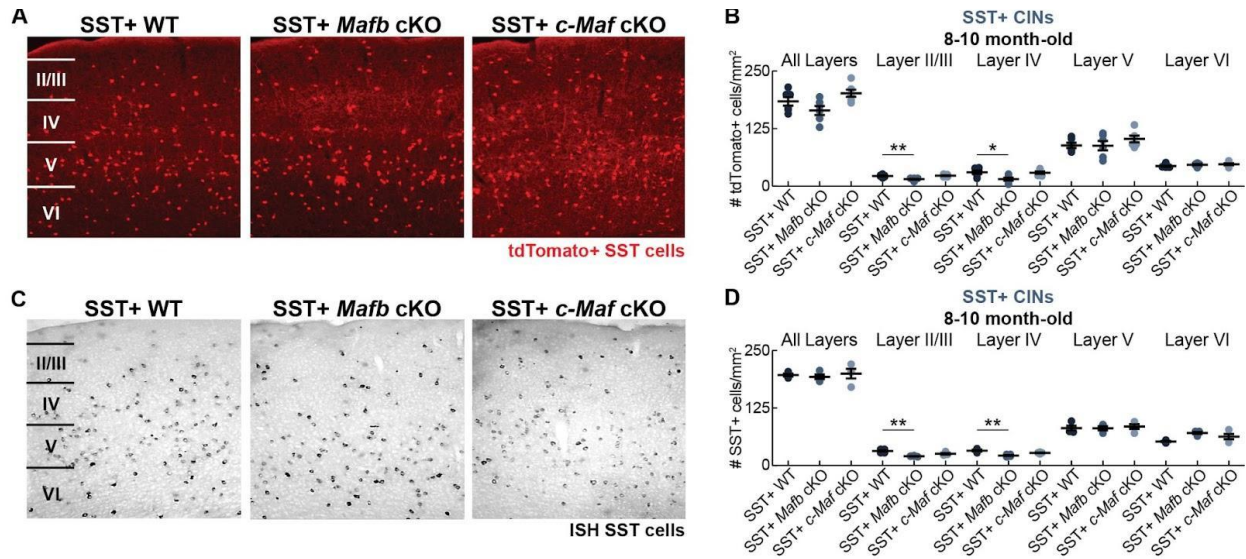 A
SST+ WT
SST+ Mafb cKO
SST+ c-Maf cKO
II/III
IV
V
VI
tdTomato+ SST cells
B
SST+ CINs
8-10 month-old
All Layers Layer II/III Layer IV Layer V Layer VI
# tdTomato+ cells/mm²
250
125
0
** *
SST+ WT
SST+ Mafb cKO
SST+ c-Maf cKO
SST+ WT
SST+ Mafb cKO
SST+ c-Maf cKO
SST+ WT
SST+ Mafb cKO
SST+ c-Maf cKO
SST+ WT
SST+ Mafb cKO
SST+ c-Maf cKO
SST+ WT
SST+ Mafb cKO
SST+ c-Maf cKO
C
SST+ WT
SST+ Mafb cKO
SST+ c-Maf cKO
II/III
IV
V
VI
ISH SST cells
D
SST+ CINs
8-10 month-old
All Layers Layer II/III Layer IV Layer V Layer VI
# SST+ cells/mm²
250
125
0
** **
SST+ WT
SST+ Mafb cKO
SST+ c-Maf cKO
SST+ WT
SST+ Mafb cKO
SST+ c-Maf cKO
SST+ WT
SST+ Mafb cKO
SST+ c-Maf cKO
SST+ WT
SST+ Mafb cKO
SST+ c-Maf cKO
SST+ WT
SST+ Mafb cKO
SST+ c-Maf cKO